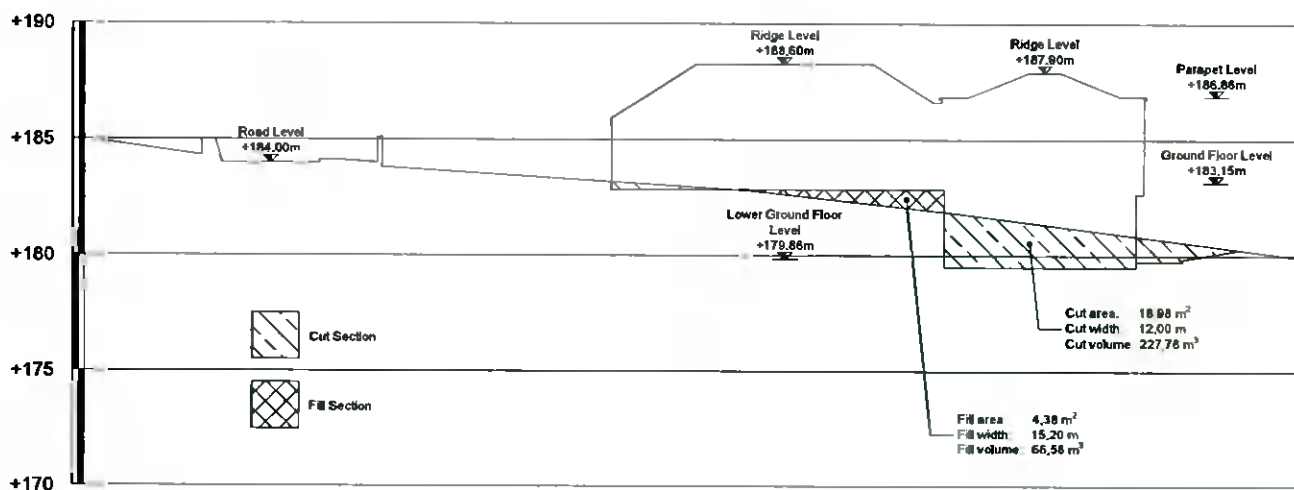 +190
Ridge Level
+188.60m
Ridge Level
+187.90m
Parapet Level
+186.86m
+185
Road Level
+184.00m
Ground Floor Level
+183.15m
Lower Ground Floor
Level
+179.86m
+180
Cut area. 18.98 m²
Cut width 12,00 m
Cut volume 227,76 m³
Cut Section
+175
Fill Section
Fill area 4,38 m²
Fill width: 15,20 m
Fill volume: 66,58 m³
+170